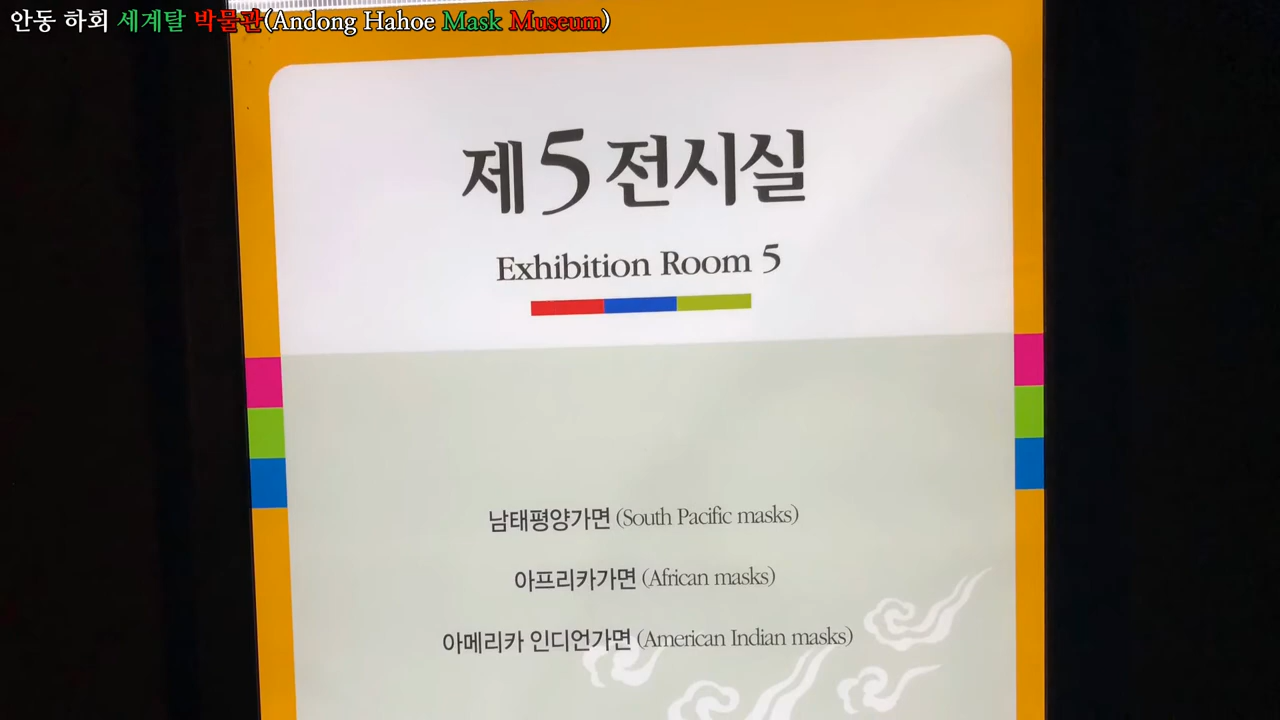 안동 하회 세계탈 박물관(Andong Hahoe Mask Museum)
제5전시실
Exhibition Room 5
남태평양가면 (South Pacific masks)
아프리카가면 (African masks)
아메리카 인디언가면 (American Indian masks)